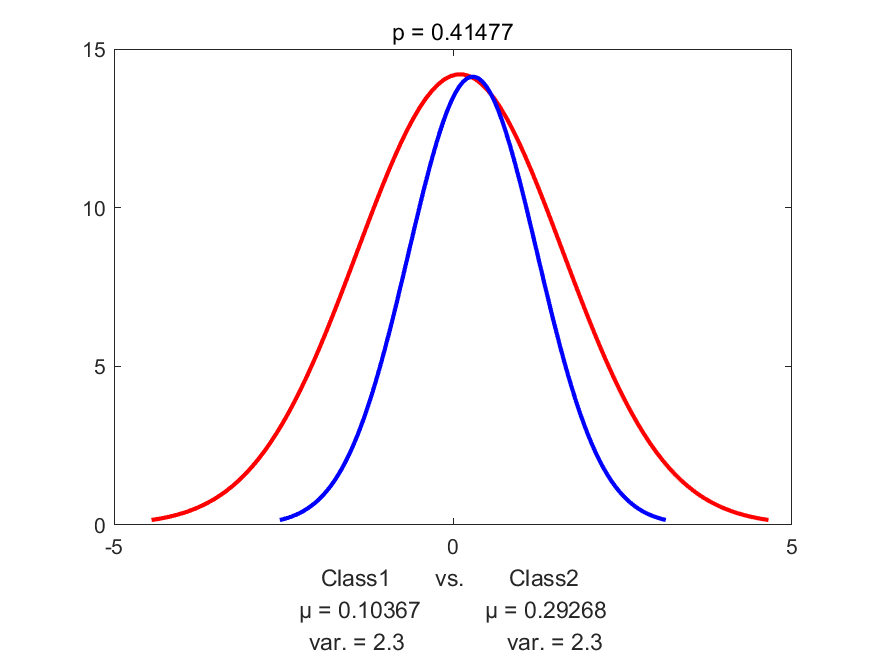 p = 0.41477
15
10
5
0
-5 0 5
Class1 vs. Class2
μ = 0.10367 μ = 0.29268
var. = 2.3 var. = 2.3